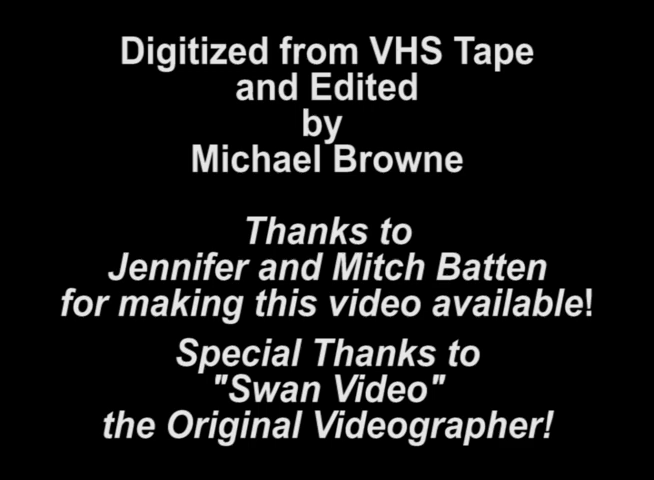 Digitized from VHS Tape
and Edited
by
Michael Browne
Thanks to
Jennifer and Mitch Batten
for making this video available!
Special Thanks to
"Swan Video"
the Original Videographer!